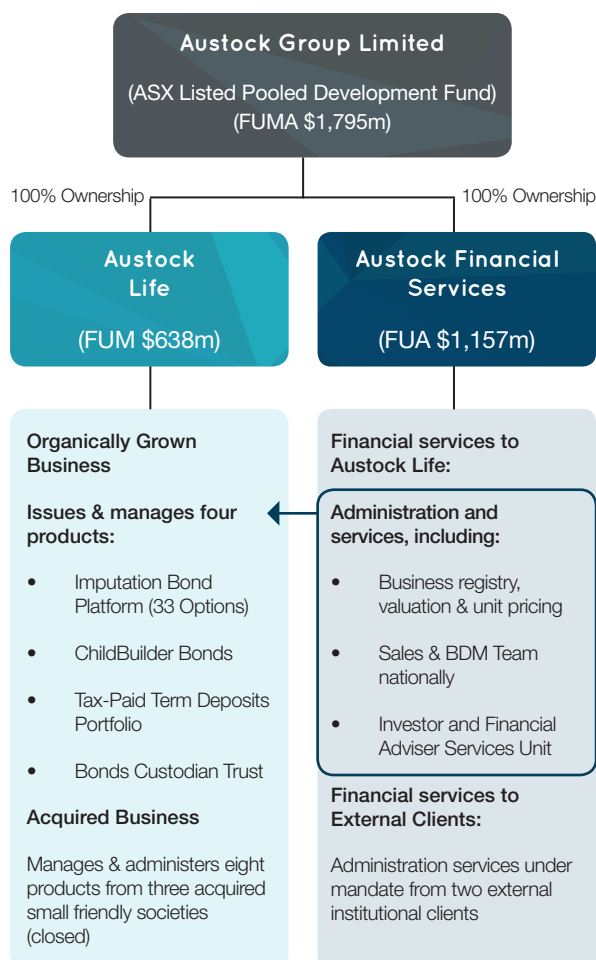 Austock Group Limited
(ASX Listed Pooled Development Fund)
(FUMA $1,795m)
100% Ownership
100% Ownership
Austock
Life
(FUM $638m)
Austock Financial
Services
(FUA $1,157m)
Organically Grown
Business
Issues & manages four
products:
• Imputation Bond
Platform (33 Options)
• ChildBuilder Bonds
• Tax-Paid Term Deposits
Portfolio
• Bonds Custodian Trust
Acquired Business
Manages & administers eight
products from three acquired
small friendly societies
(closed)
Financial services to
Austock Life:
Administration and
services, including:
• Business registry,
valuation & unit pricing
• Sales & BDM Team
nationally
• Investor and Financial
Adviser Services Unit
Financial services to
External Clients:
Administration services under
mandate from two external
institutional clients